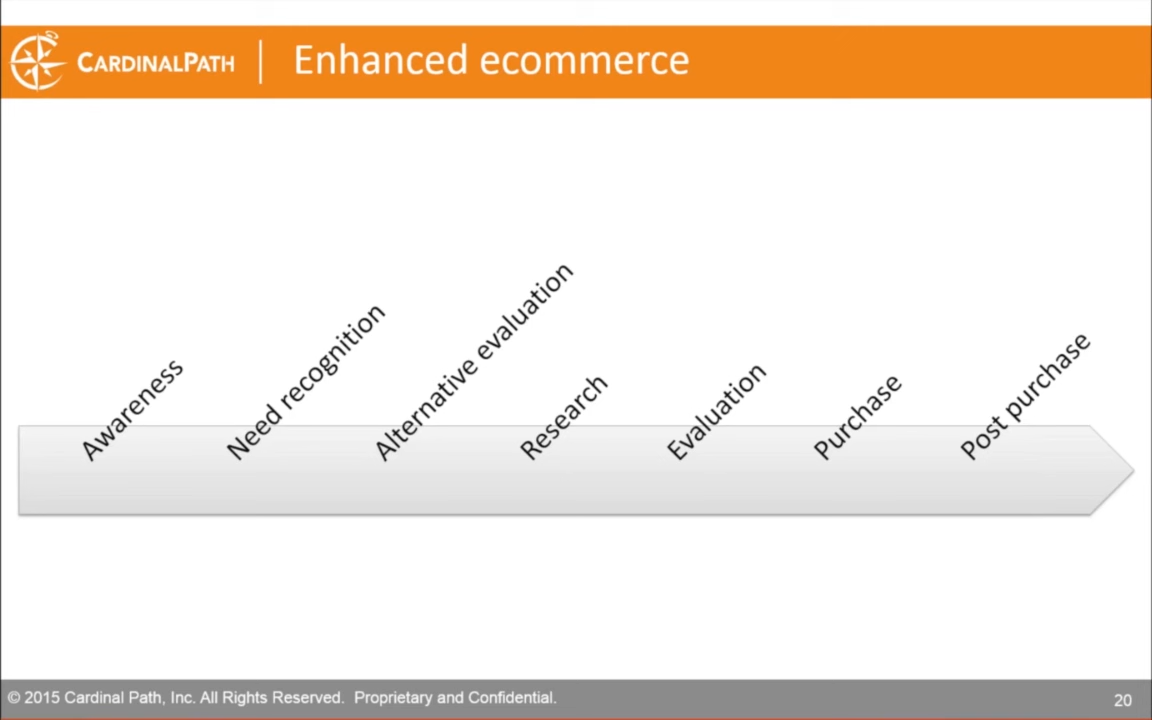 CARDINALPATH
Enhanced ecommerce
Awareness
Need recognition
Alternative evaluation
Research
Evaluation
Purchase
Post purchase
© 2015 Cardinal Path, Inc. All Rights Reserved. Proprietary and Confidential.
20